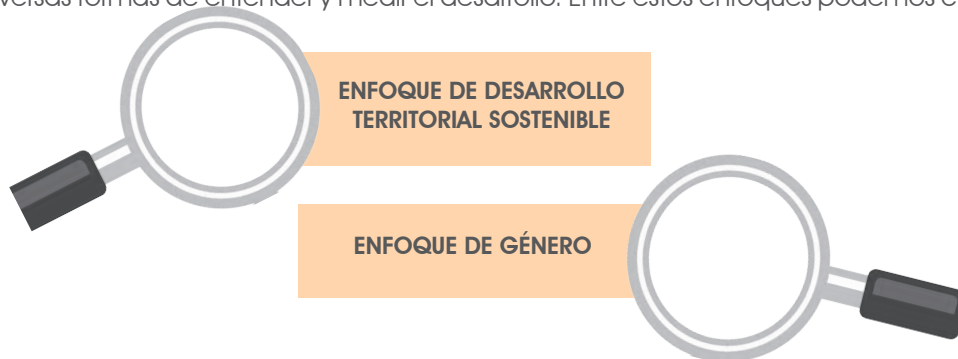 formas de entender y medir el desarrollo. Entre estos enfoques podemos
ENFOQUE DE DESARROLLO
TERRITORIAL SOSTENIBLE
ENFOQUE DE GÉNERO